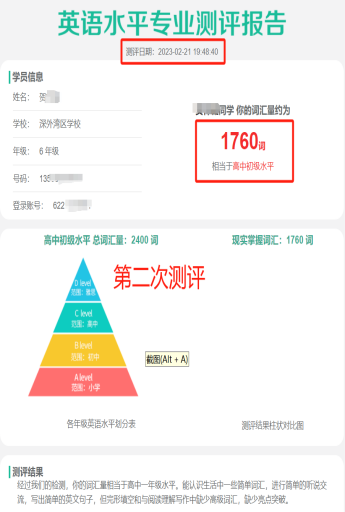 英语水平专业测评报告
测评日期：2023-02-21 19:48:40
学员信息
姓名：
学校：深外湾区学校
年级：6 年级
号码：
登录账号：622
同学 你的词汇量约为
1760词
相当于高中初级水平
高中初级水平 总词汇量：2400 词
现实掌握词汇：1760 词
第二次测评
D level
C level
范围：高中
B level
范围：初中
A level
范围：小学
截图(Alt + A)
各年级英语水平划分表
测评结果柱状对比图
测评结果
经过我们的检测，你的词汇量相当于高中一年级水平。能认识生活中一些简单词汇，进行简单的听说交
流，写出简单的英文句子，但完形填空和与阅读理解写作中缺少高级词汇，缺少亮点突破。